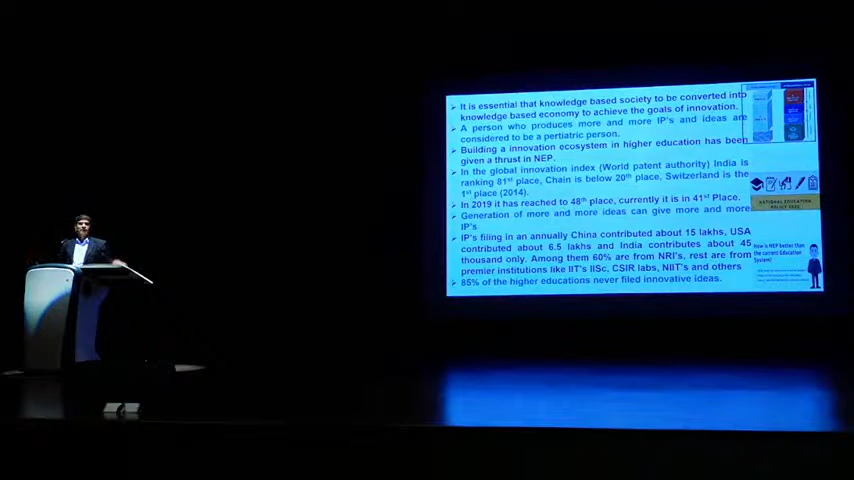 ➢ It is essential that knowledge based society to be converted into
knowledge based economy to achieve the goals of innovation.
➢ A person who produces more and more IP's and ideas are
considered to be a pertiatric person.
➢ Building a innovation ecosystem in higher education has been
given a thrust in NEP.
➢ In the global innovation index (World patent authority) India is
ranking 81st place, Chain is below 20th place, Switzerland is the
1st place (2014).
➢ In 2019 it has reached to 48th place, currently it is in 41st Place.
➢ Generation of more and more ideas can give more and more
IP's
➢ IP's filing in an annually China contributed about 15 lakhs, USA
contributed about 6.5 lakhs and India contributes about 45
thousand only. Among them 60% are from NRI's, rest are from
premier institutions like IIT's IISc, CSIR labs, NIIT's and others
➢ 85% of the higher educations never filed innovative ideas.
NATIONAL EDUCATION
POLICY 2020
How is NEP better than
the current Education
System?